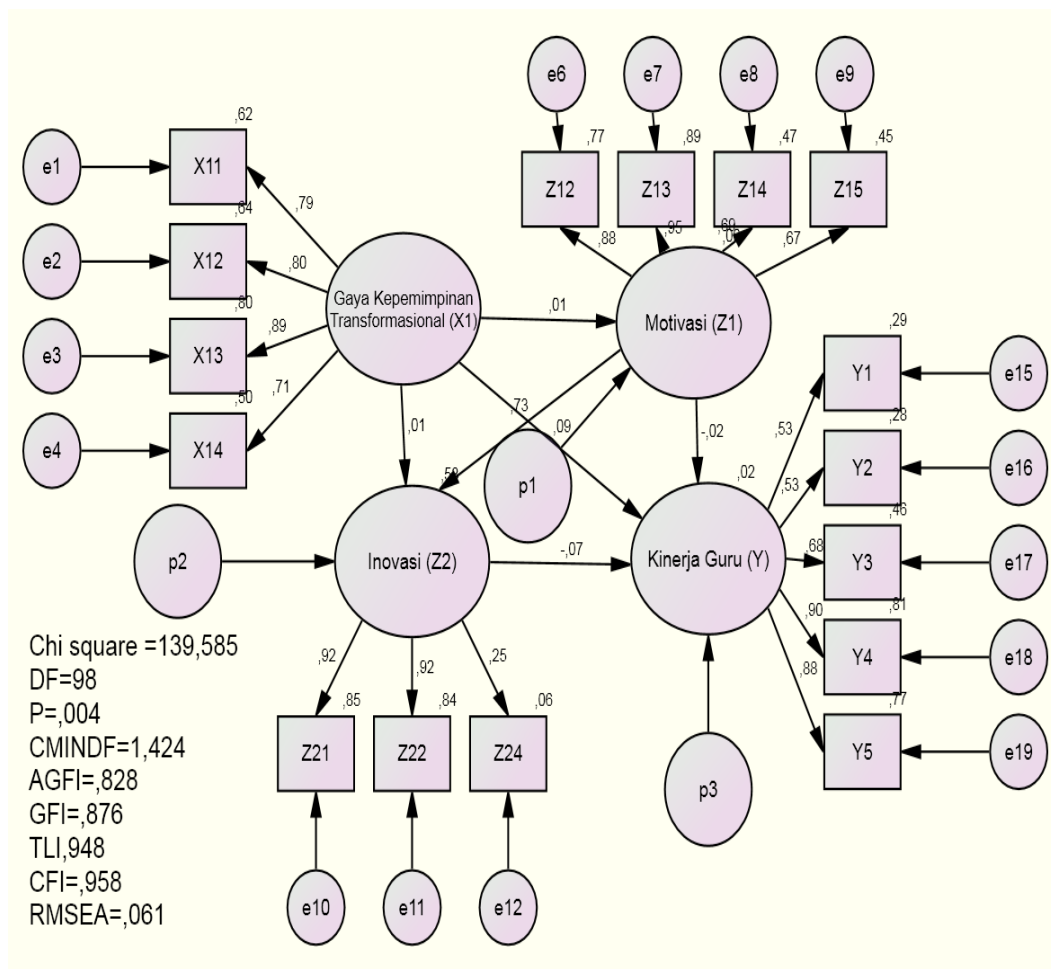 e6
e7
e8
e9
,62
,77
,89
,47
,45
e1
X11
Z12
Z13
Z14
Z15
,79
,64
,88
,95
,69
,67
e2
X12
,80
Gaya Kepemimpinan
Transformasional (X1)
,01
Motivasi (Z1)
,80
,29
e3
X13
,89
Y1
e15
,71
,50
,73
e4
X14
,01
,09
-,02
,53
,28
p1
,02
,53
Y2
e16
,46
p2
Inovasi (Z2)
-,07
Kinerja Guru (Y)
,68
Y3
e17
,81
,90
Chi square =139,585
DF=98
P=,004
CMINDF=1,424
AGFI=,828
GFI=,876
TLI,948
CFI=,958
RMSEA=,061
,92
,92
,25
,88
Y4
e18
,85
,84
,06
,77
Z21
Z22
Z24
Y5
e19
p3
e10
e11
e12